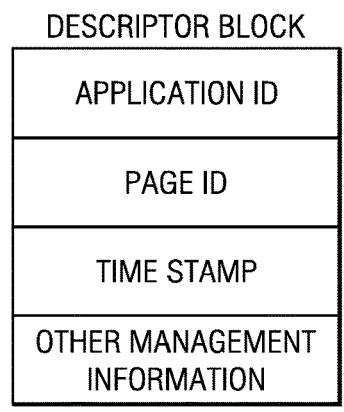 DESCRIPTOR BLOCK
APPLICATION ID
PAGE ID
TIME STAMP
OTHER MANAGEMENT
INFORMATION